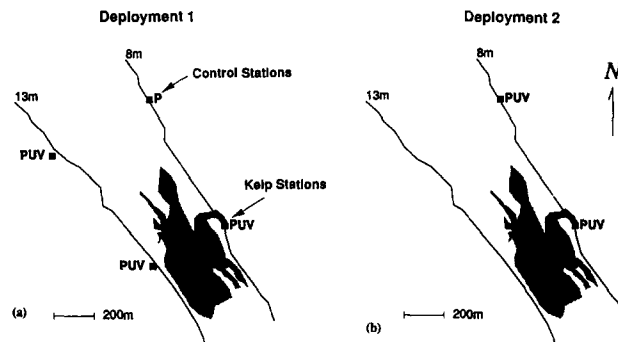 Deployment 1
8m
P
Control Stations
13m
PUV
Kelp Stations
PUV
PUV
(a)
200m
Deployment 2
8m
N
13m
PUV
PUV
(b)
200m